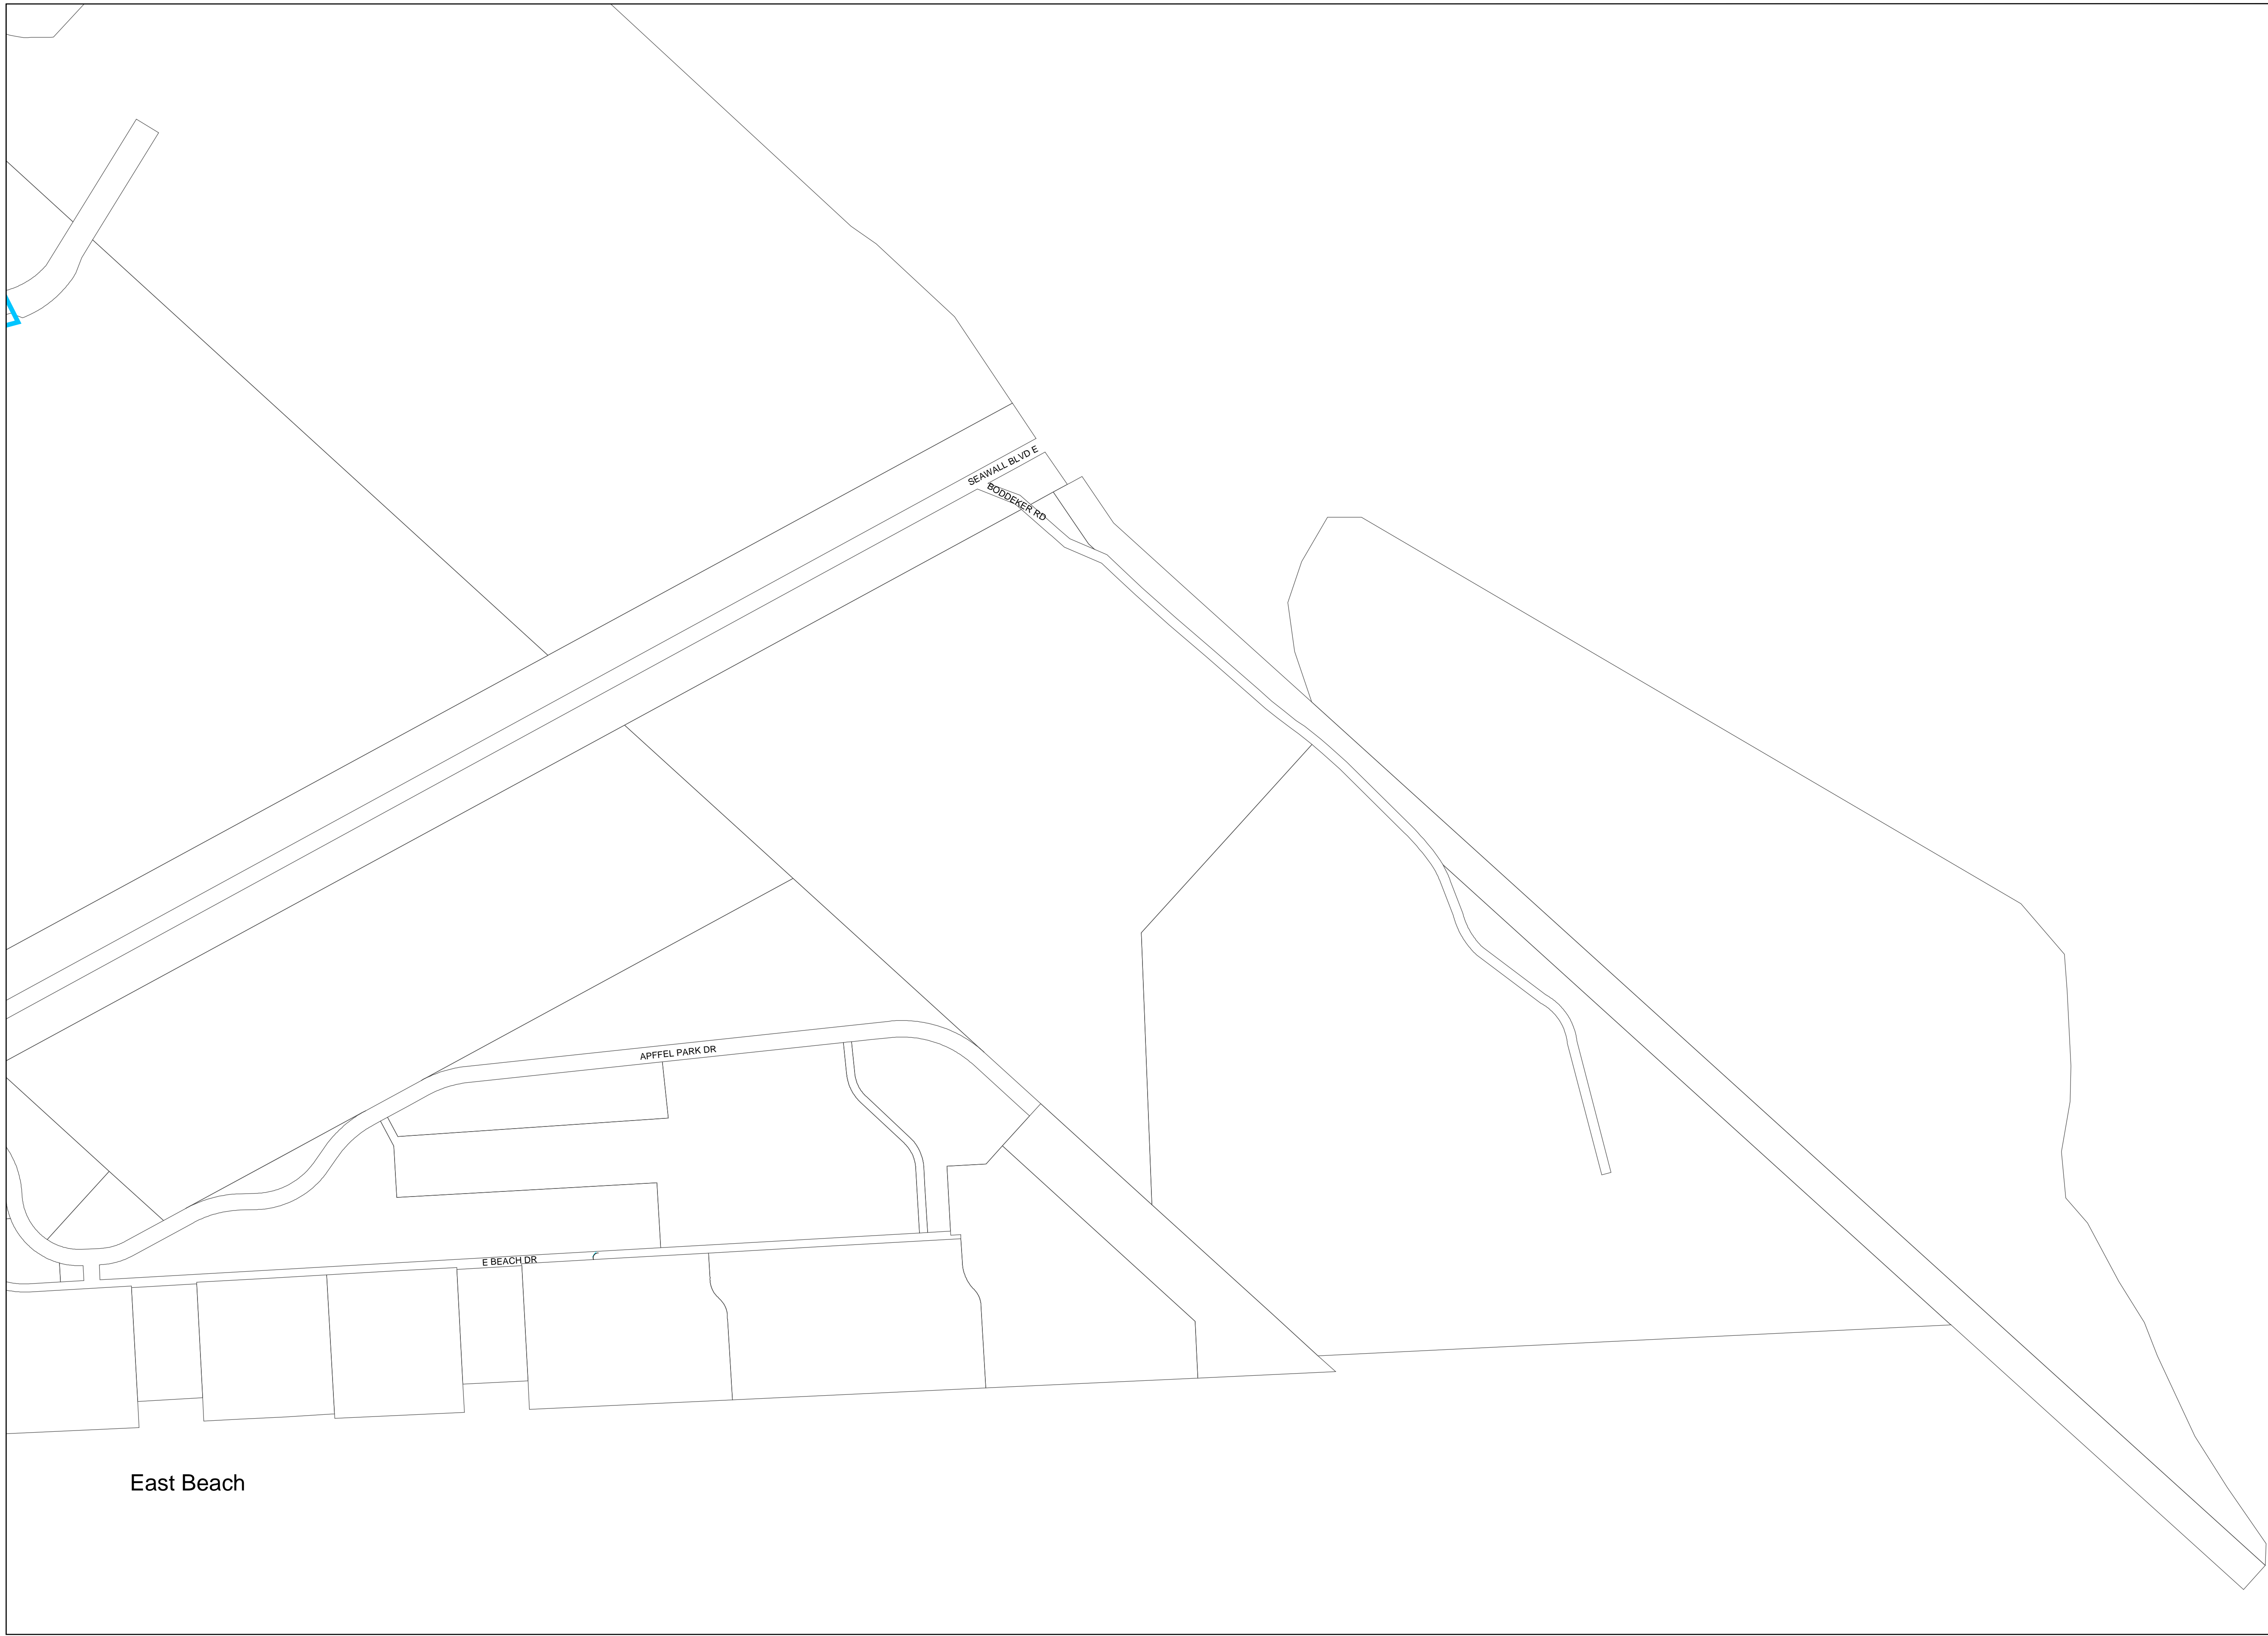 SEAWALL BLVD E
BODDEKER RD
APFFEL PARK DR
E BEACH DR
East Beach